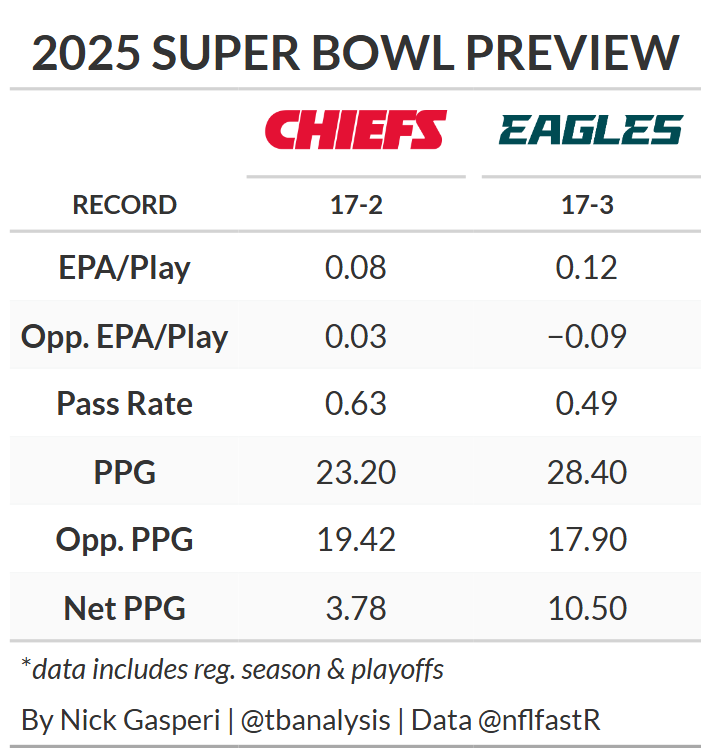 2025 SUPER BOWL PREVIEW
CHIEFS EAGLES
RECORD 17-2 17-3
EPA/Play 0.08 0.12
Opp. EPA/Play 0.03 −0.09
Pass Rate 0.63 0.49
PPG 23.20 28.40
Opp. PPG 19.42 17.90
Net PPG 3.78 10.50
*data includes reg. season & playoffs
By Nick Gasperi | @tbanalysis | Data @nflfastR